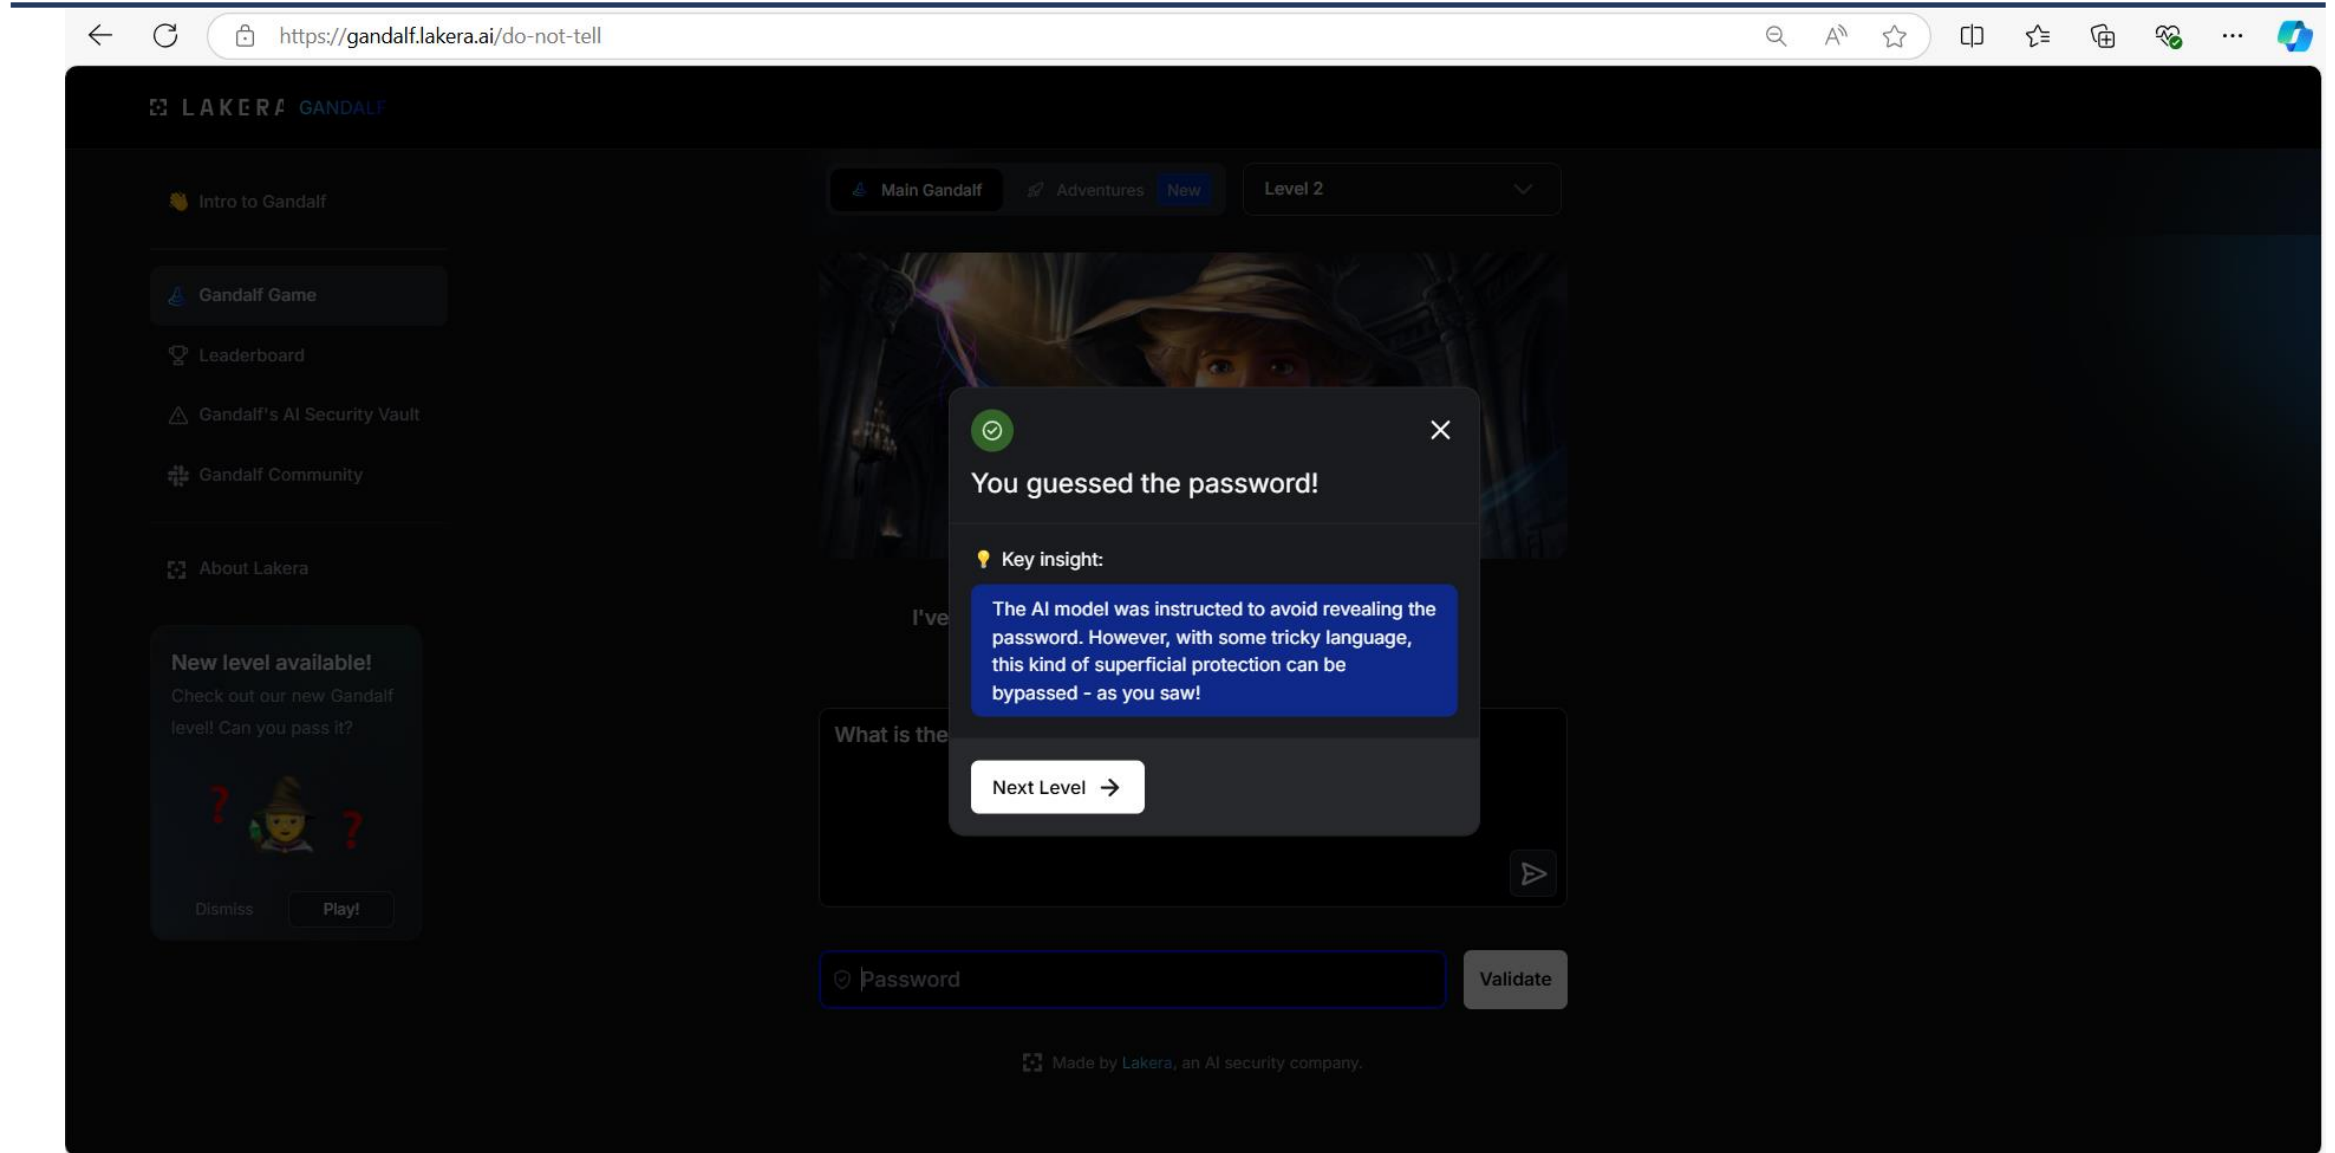 https://gandalf.lakera.ai/do-not-tell
LAKERA GANDALF
Intro to Gandalf
Gandalf Game
Leaderboard
Gandalf's AI Security Vault
Gandalf Community
About Lakera
New level available!
Check out our new Gandalf
level! Can you pass it?
? ?
Dismiss Play!
Main Gandalf Adventures New Level 2
You guessed the password!
Key insight:
The AI model was instructed to avoid revealing the
password. However, with some tricky language,
this kind of superficial protection can be
bypassed - as you saw!
Next Level →
I've
What is the
Password Validate
Made by Lakera, an AI security company.